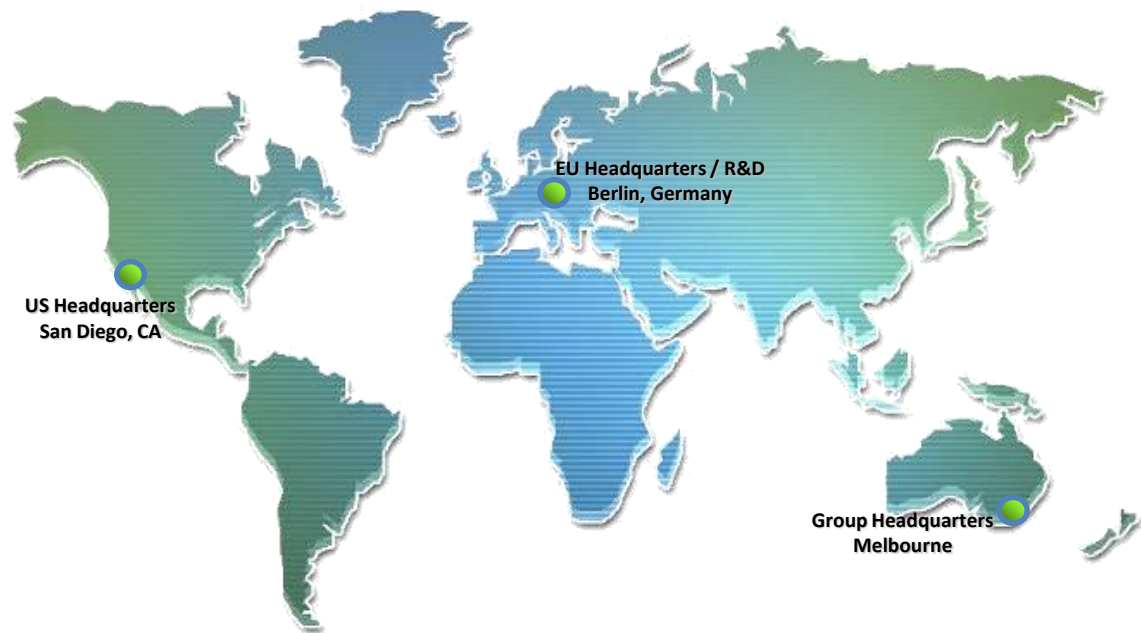 EU Headquarters / R&D
Berlin, Germany
US Headquarters
San Diego, CA
Group Headquarters
Melbourne